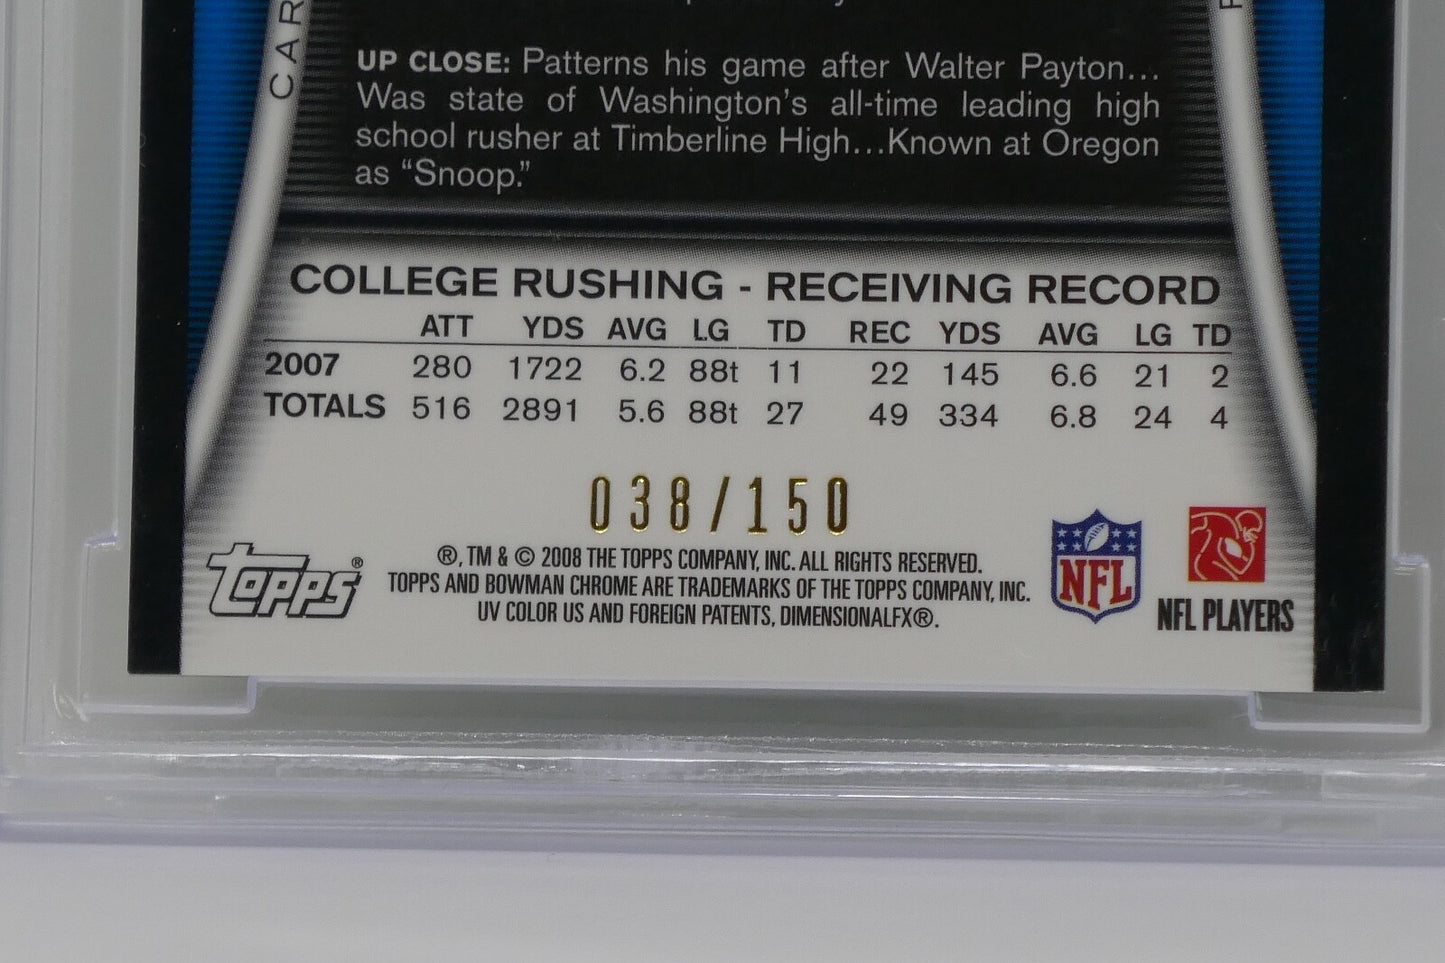 CAR
UP CLOSE: Patterns his game after Walter Payton...
Was state of Washington's all-time leading high
school rusher at Timberline High...Known at Oregon
as “Snoop.”
COLLEGE RUSHING - RECEIVING RECORD
ATT YDS AVG LG TD REC YDS AVG LG TD
2007 280 1722 6.2 88t 11 22 145 6.6 21 2
TOTALS 516 2891 5.6 88t 27 49 334 6.8 24 4
038/150
Topps®
®, TM & © 2008 THE TOPPS COMPANY, INC. ALL RIGHTS RESERVED.
TOPPS AND BOWMAN CHROME ARE TRADEMARKS OF THE TOPPS COMPANY, INC.
UV COLOR US AND FOREIGN PATENTS, DIMENSIONALFX®.
NFL
NFL PLAYERS